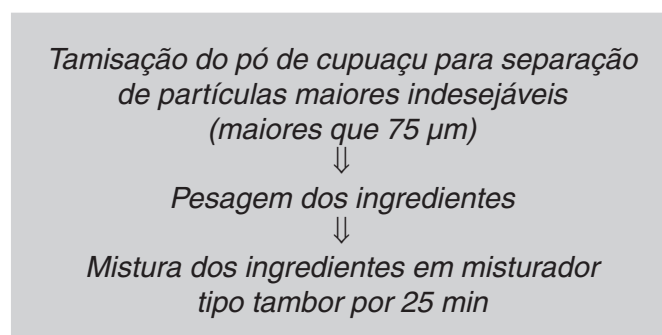 Tamisação do pó de cupuaçu para separação
de partículas maiores indesejáveis
(maiores que 75 µm)
⇓
Pesagem dos ingredientes
⇓
Mistura dos ingredientes em misturador
tipo tambor por 25 min